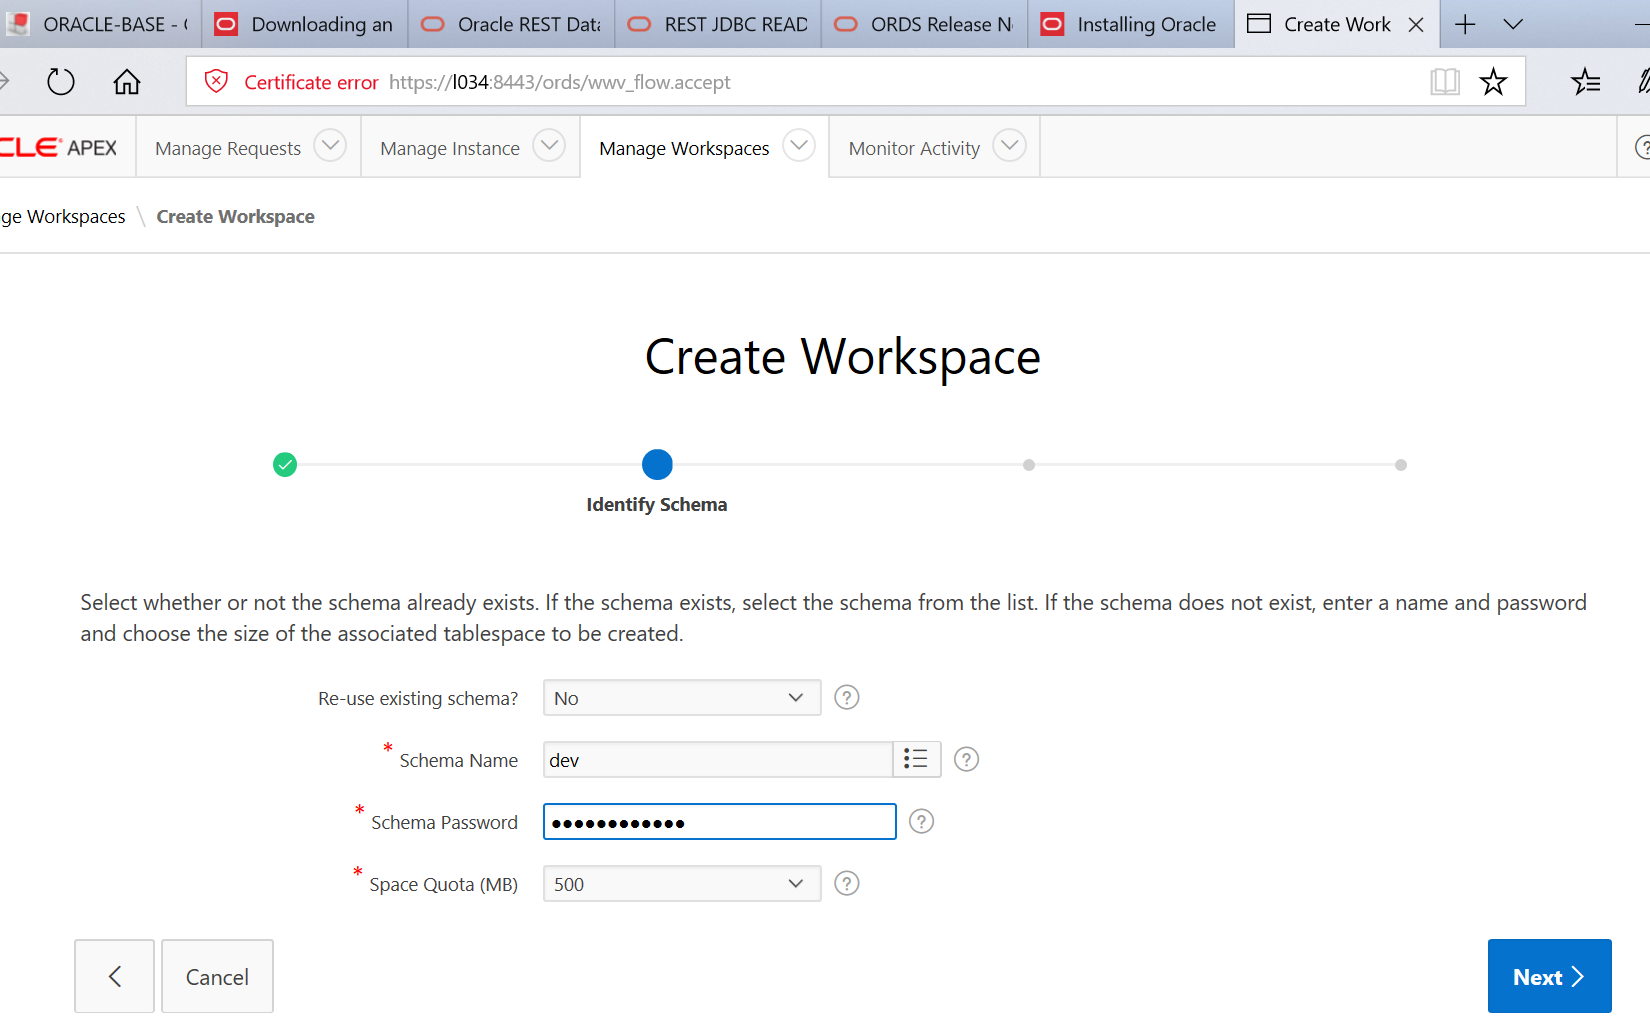 ORACLE-BASE -
Downloading an
Oracle REST Data
REST JDBC READ
ORDS Release N
Installing Oracle
Create Work
Certificate error https://l034:8443/ords/wwv_flow.accept
CLE APEX
Manage Requests
Manage Instance
Manage Workspaces
Monitor Activity
?
ge Workspaces \ Create Workspace
Create Workspace
Identify Schema
Select whether or not the schema already exists. If the schema exists, select the schema from the list. If the schema does not exist, enter a name and password
and choose the size of the associated tablespace to be created.
Re-use existing schema? No ?
* Schema Name dev ?
* Schema Password •••••••••••• ?
* Space Quota (MB) 500 ?
Cancel
Next